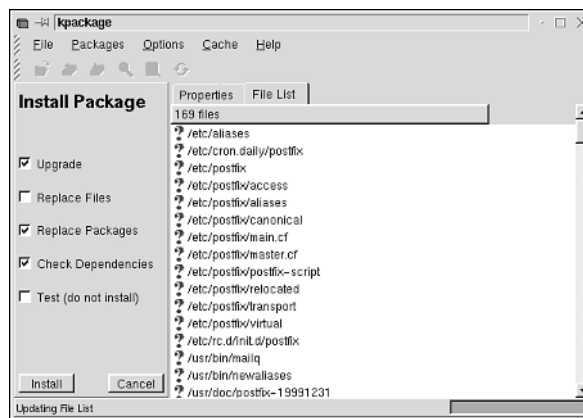 kpackage
File Packages Options Cache Help
Install Package
Upgrade
Replace Files
Replace Packages
Check Dependencies
Test (do not install)
Install Cancel
Properties File List
169 files
/etc/aliases
/etc/cron.daily/postfix
/etc/postfix
/etc/postfix/access
/etc/postfix/aliases
/etc/postfix/canonical
/etc/postfix/main.cf
/etc/postfix/master.cf
/etc/postfix/postfix-script
/etc/postfix/relocated
/etc/postfix/transport
/etc/postfix/virtual
/etc/rc.d/init.d/postfix
/usr/bin/mailq
/usr/bin/newaliases
/usr/doc/postfix-19991231
Updating File List